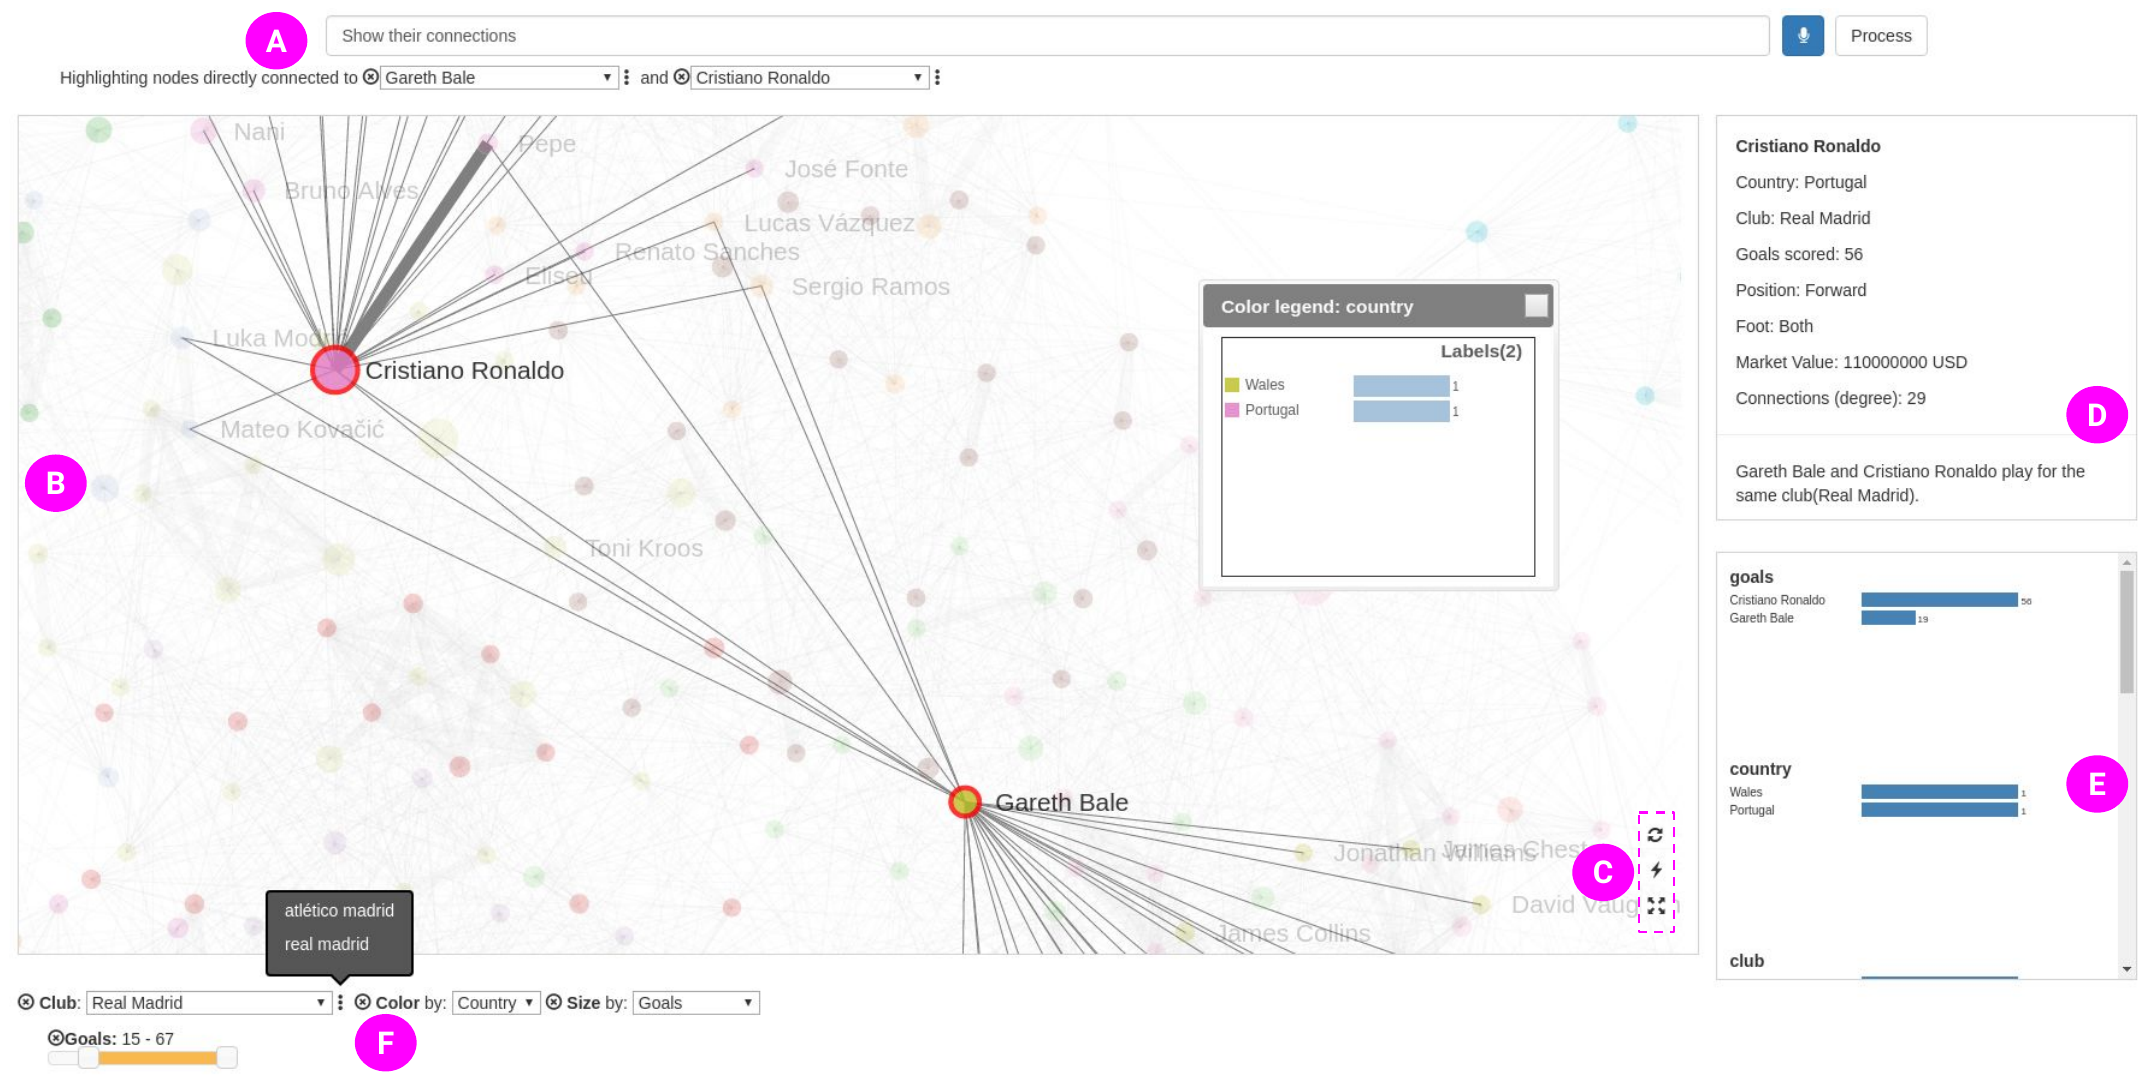 A
Show their connections
Process
Highlighting nodes directly connected to Gareth Bale and Cristiano Ronaldo
Nani
Pepe
José Fonte
Bruno Alves
Lucas Vázquez
Renato Sanches
Eliseu
Sergio Ramos
Luka Modrić
Cristiano Ronaldo
Mateo Kovačić
B
Toni Kroos
Gareth Bale
Jonathan Williams
James Chest
David Vaughn
James Collins
Color legend: country
Labels(2)
Wales 1
Portugal 1
C
Cristiano Ronaldo
Country: Portugal
Club: Real Madrid
Goals scored: 56
Position: Forward
Foot: Both
Market Value: 110000000 USD
Connections (degree): 29
D
Gareth Bale and Cristiano Ronaldo play for the
same club(Real Madrid).
goals
Cristiano Ronaldo 56
Gareth Bale 19
country
Wales 1
Portugal 1
E
club
atlético madrid
real madrid
Club: Real Madrid Color by: Country Size by: Goals
Goals: 15 - 67
F